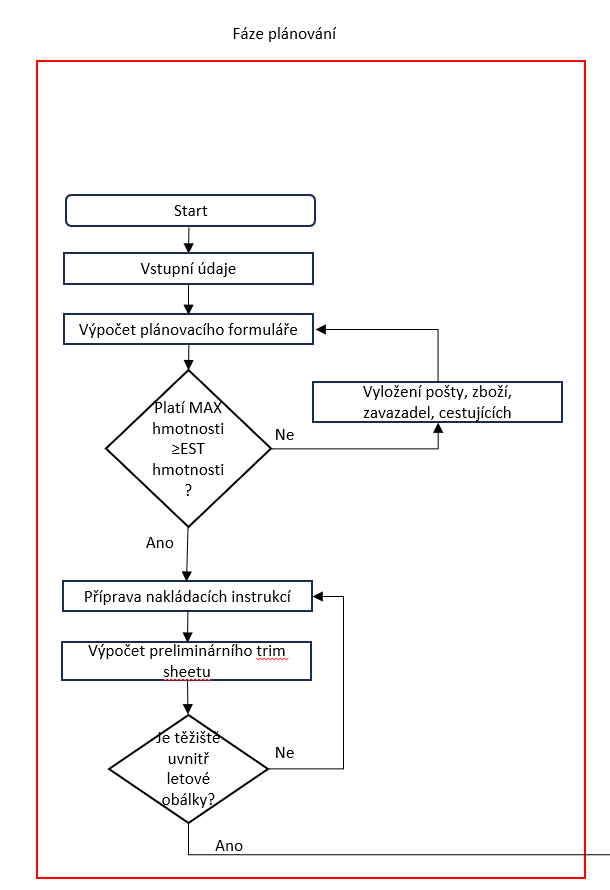 Fáze plánování
Start
Vstupní údaje
Výpočet plánovacího formuláře
Vyložení pošty, zboží,
zavazadel, cestujících
Platí MAX
hmotnosti
≥EST
hmotnosti
?
Ne
Ano
Příprava nakládacích instrukcí
Výpočet preliminárního trim
sheetu
Je těžiště
uvnitř
letové
obálky?
Ne
Ano